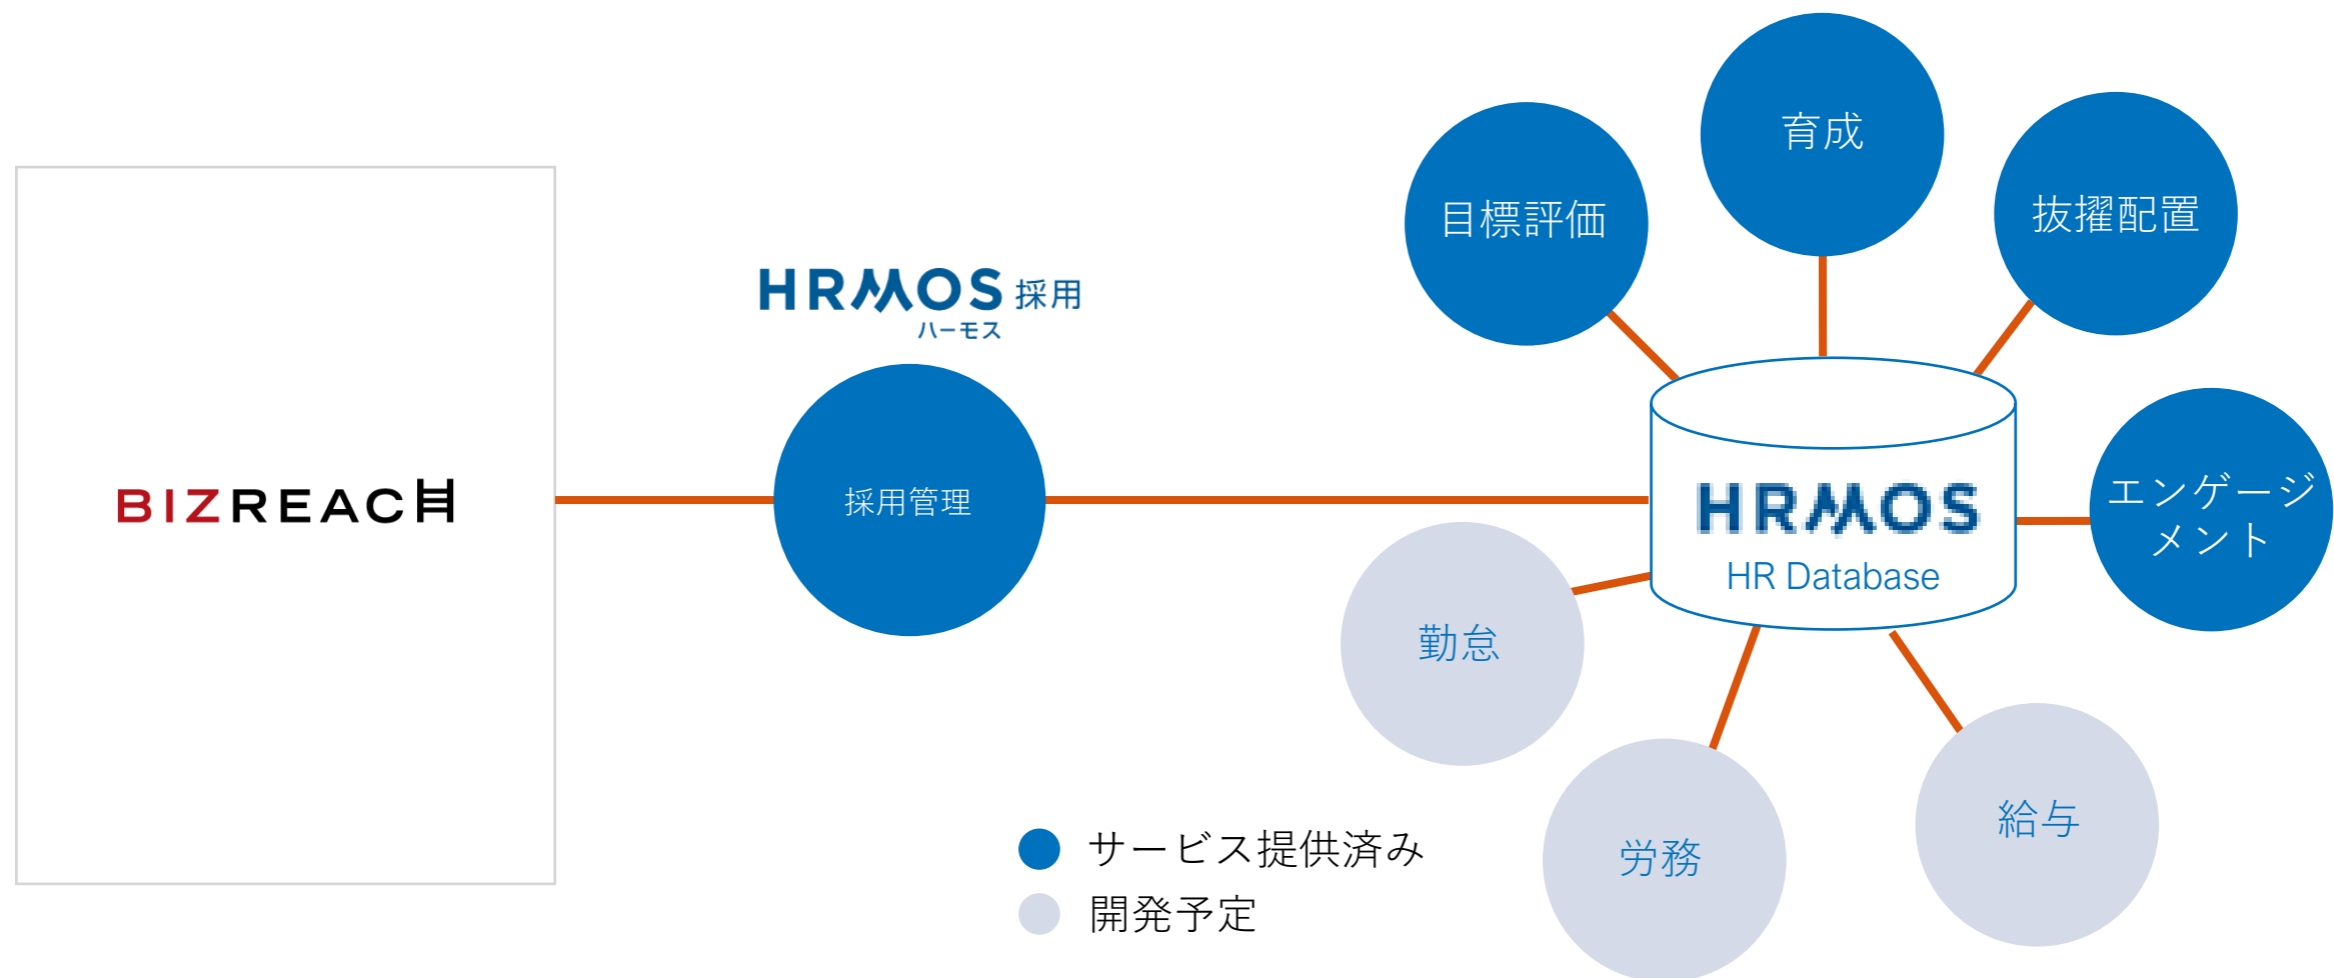 BIZREACH
HRMOS 採用
ハーモス
採用管理
目標評価
育成
抜擢配置
エンゲージ
メント
HRMOS
HR Database
勤怠
労務
給与
サービス提供済み
開発予定